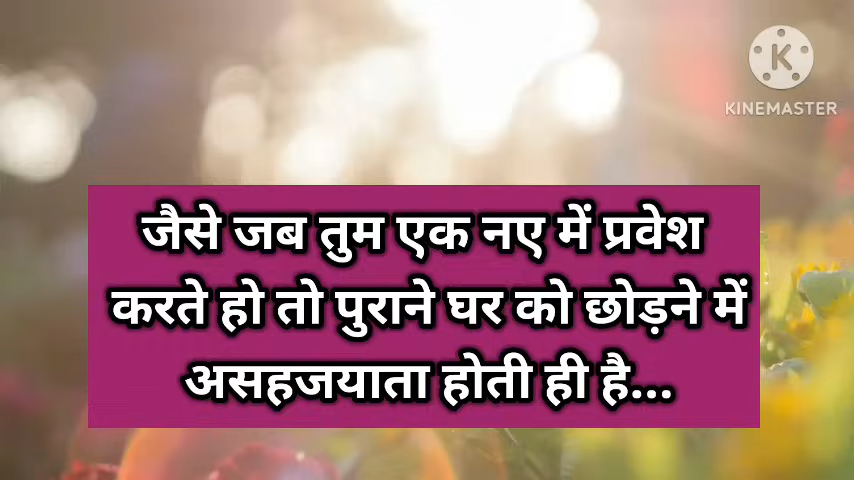 K
KINEMASTER
जैसे जब तुम एक नए में प्रवेश
करते हो तो पुराने घर को छोड़ने में
असहजयाता होती ही है...